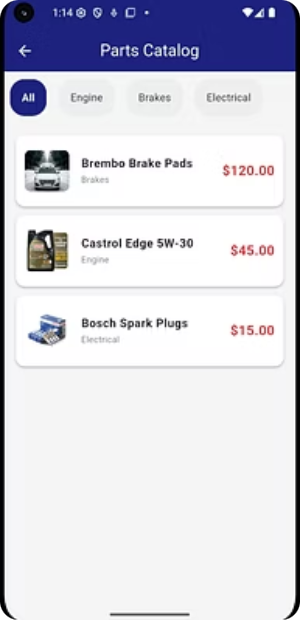 1:14
Parts Catalog
All Engine Brakes Electrical
Brembo Brake Pads
Brakes
$120.00
Castrol Edge 5W-30
Engine
$45.00
Bosch Spark Plugs
Electrical
$15.00